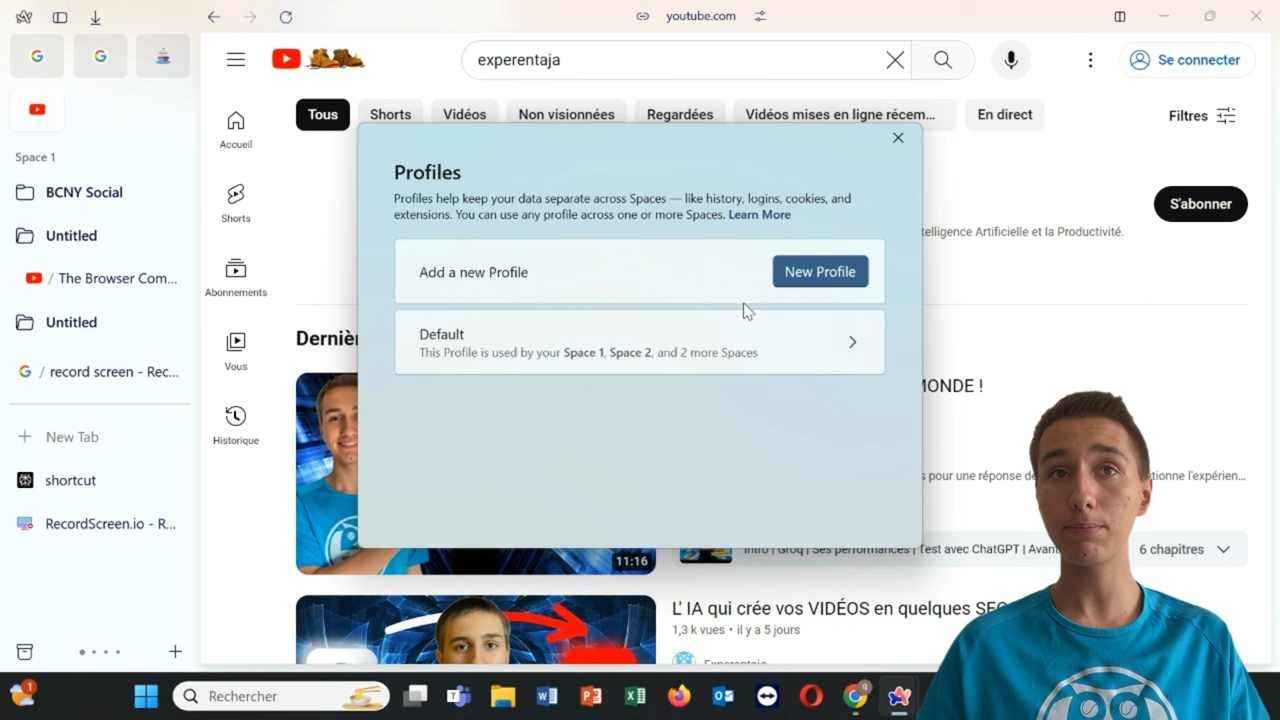 youtube.com
experentaja
Se connecter
Tous
Shorts
Vidéos
Non visionnées
Regardées
Vidéos mises en ligne récem...
En direct
Filtres
Space 1
BCNY Social
Untitled
/ The Browser Com...
Untitled
/ record screen - Rec...
New Tab
shortcut
RecordScreen.io - R...
Accueil
Shorts
Abonnements
Vous
Historique
Profiles
Profiles help keep your data separate across Spaces — like history, logins, cookies, and
extensions. You can use any profile across one or more Spaces. Learn More
Add a new Profile
New Profile
Default
This Profile is used by your Space 1, Space 2, and 2 more Spaces
S'abonner
telligence Artificielle et la Productivité.
Dernièr
MONDE !
s pour une réponse de
tionne l'expérien...
11:16
Intro | Groq | Ses performances | Test avec ChatGPT | Avan
6 chapitres
L' IA qui crée vos VIDÉOS en quelques SEC
1,3 k vues • il y a 5 jours
Experentaja
1
Rechercher